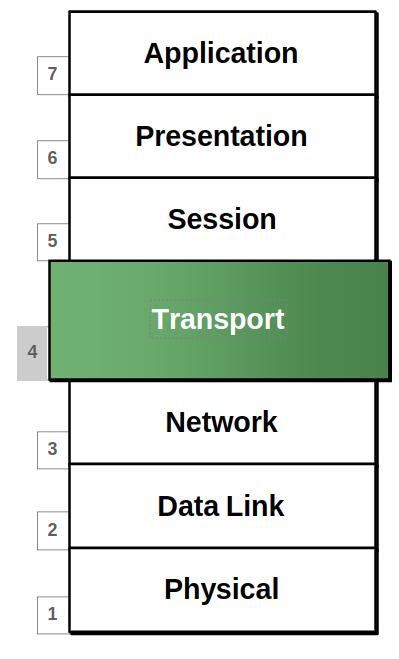 Application
7
Presentation
6
Session
5
Transport
4
Network
3
Data Link
2
Physical
1